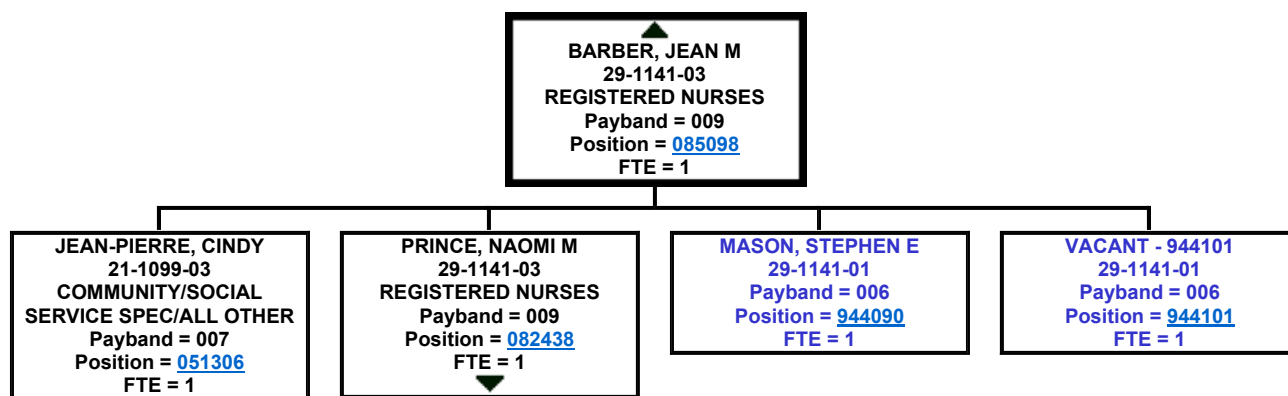 BARBER, JEAN M
29-1141-03
REGISTERED NURSES
Payband = 009
Position = 085098
FTE = 1
JEAN-PIERRE, CINDY
21-1099-03
COMMUNITY/SOCIAL
SERVICE SPEC/ALL OTHER
Payband = 007
Position = 051306
FTE = 1
PRINCE, NAOMI M
29-1141-03
REGISTERED NURSES
Payband = 009
Position = 082438
FTE = 1
MASON, STEPHEN E
29-1141-01
Payband = 006
Position = 944090
FTE = 1
VACANT - 944101
29-1141-01
Payband = 006
Position = 944101
FTE = 1